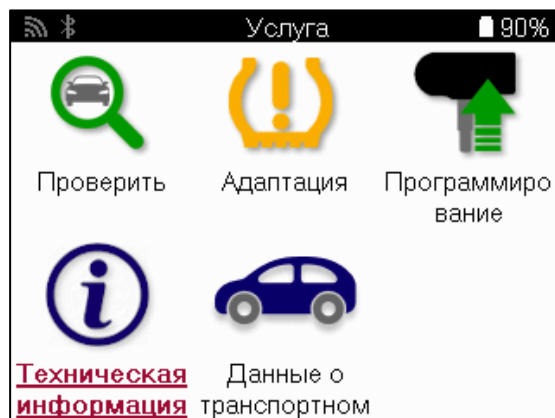 Услуга 90%
Проверить Адаптация Программиро
вание
Техническая Данные о
информация транспортном